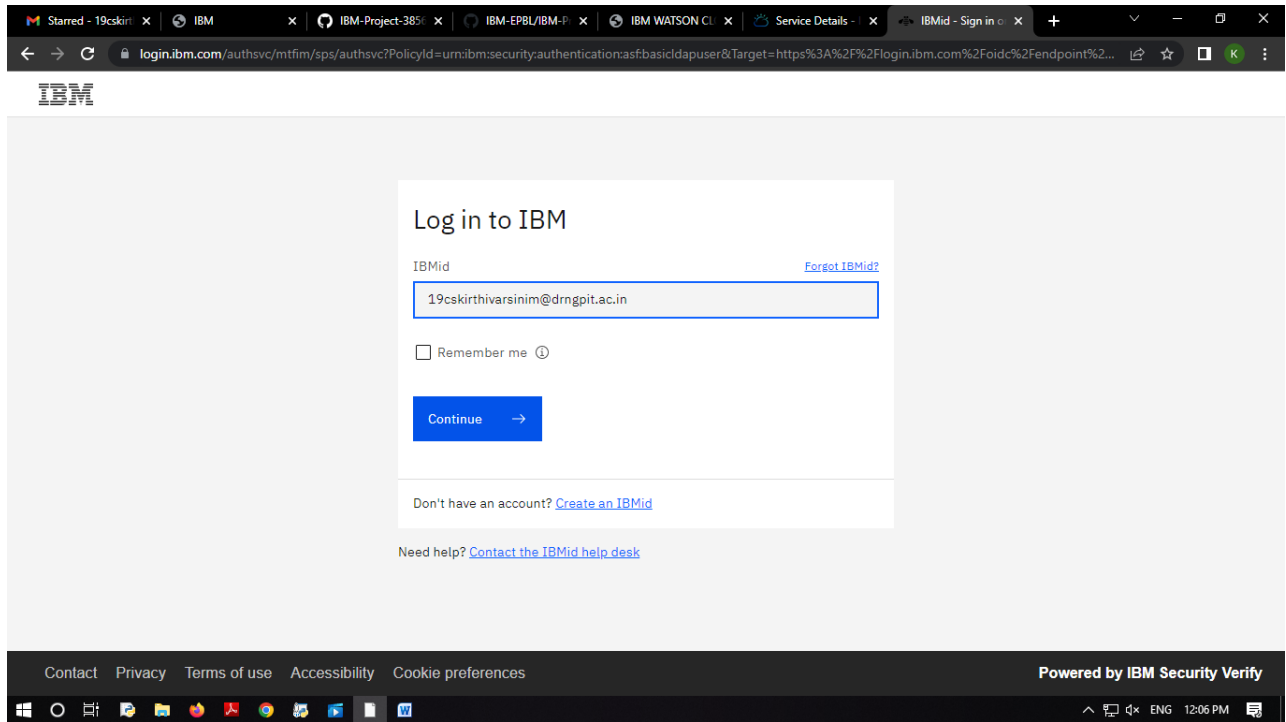 Starred - 19cskirt
IBM
IBM-Project-3856
IBM-EPBL/IBM-P
IBM WATSON CL
Service Details -
IBMid - Sign in o
login.ibm.com/authsvc/mtfim/sps/authsvc?PolicyId=urn:ibm:security:authentication:asf:basicldapuser&Target=https%3A%2F%2Flogin.ibm.com%2Foidc%2Fendpoint%2...
K
IBM
Log in to IBM
IBMid
Forgot IBMid?
19cskirthivarsinim@drngpit.ac.in
Remember me
Continue
Don't have an account? Create an IBMid
Need help? Contact the IBMid help desk
Contact Privacy Terms of use Accessibility Cookie preferences
Powered by IBM Security Verify
ENG 12:06 PM